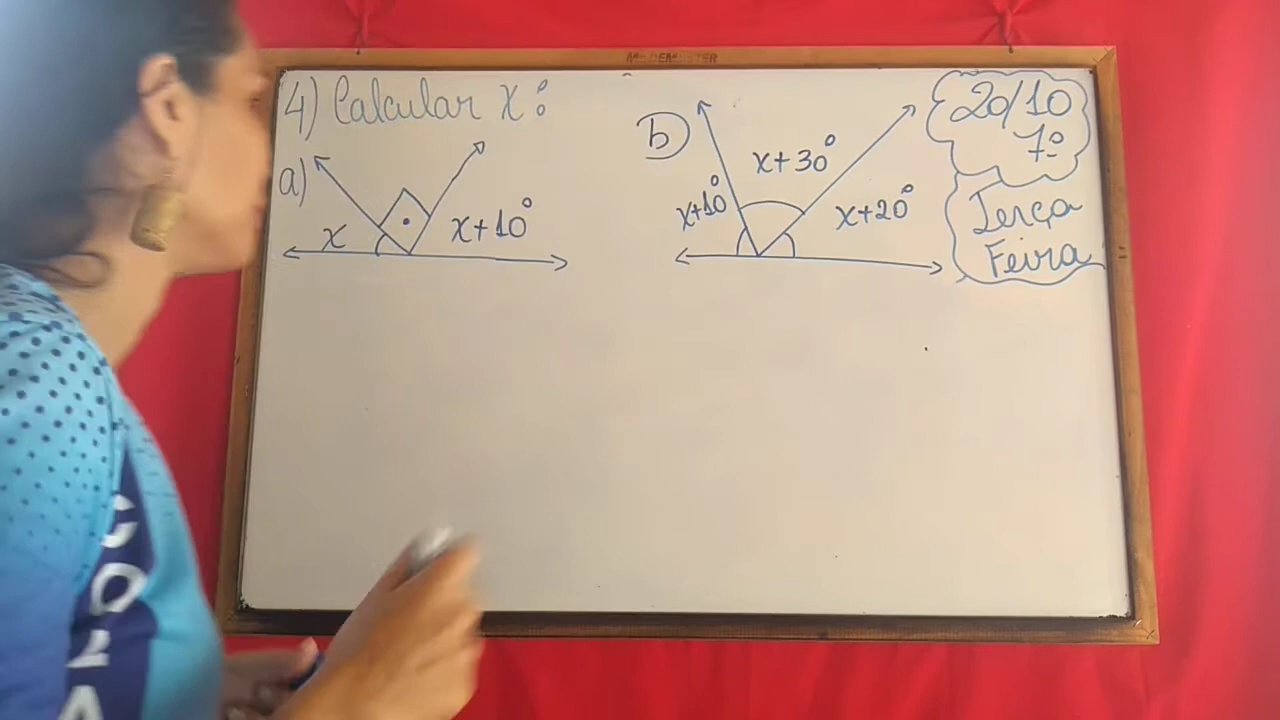 4) Calcular x:
a)
x
x+10°
b)
x+10°
x+30°
x+20°
20/10
7º
Terça
Feira